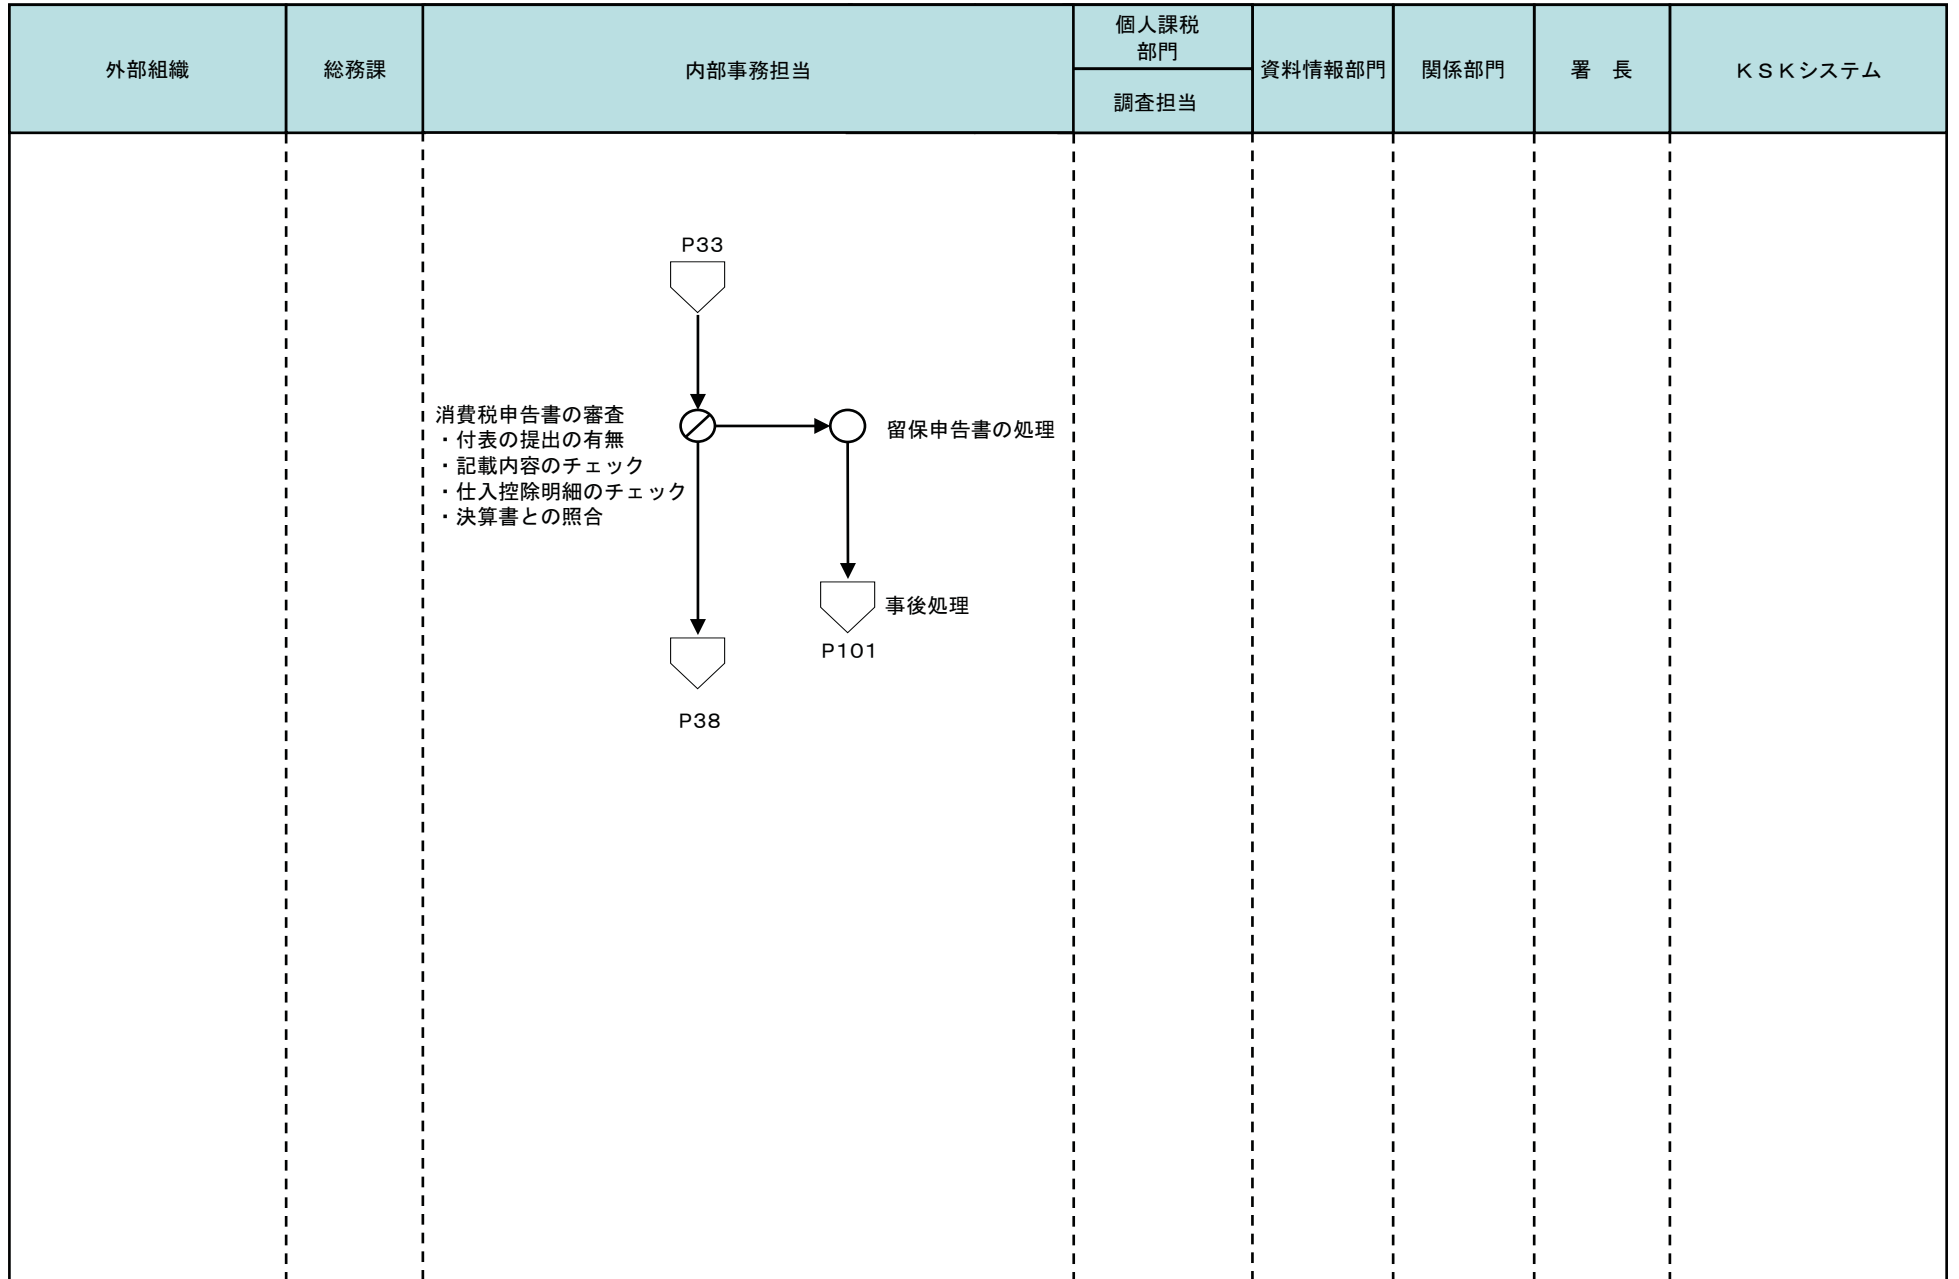 外部組織
総務課
内部事務担当
個人課税
部門
調査担当
資料情報部門
関係部門
署　長
ＫＳＫシステム
P33
消費税申告書の審査
・付表の提出の有無
・記載内容のチェック
・仕入控除明細のチェック
・決算書との照合
留保申告書の処理
事後処理
P101
P38